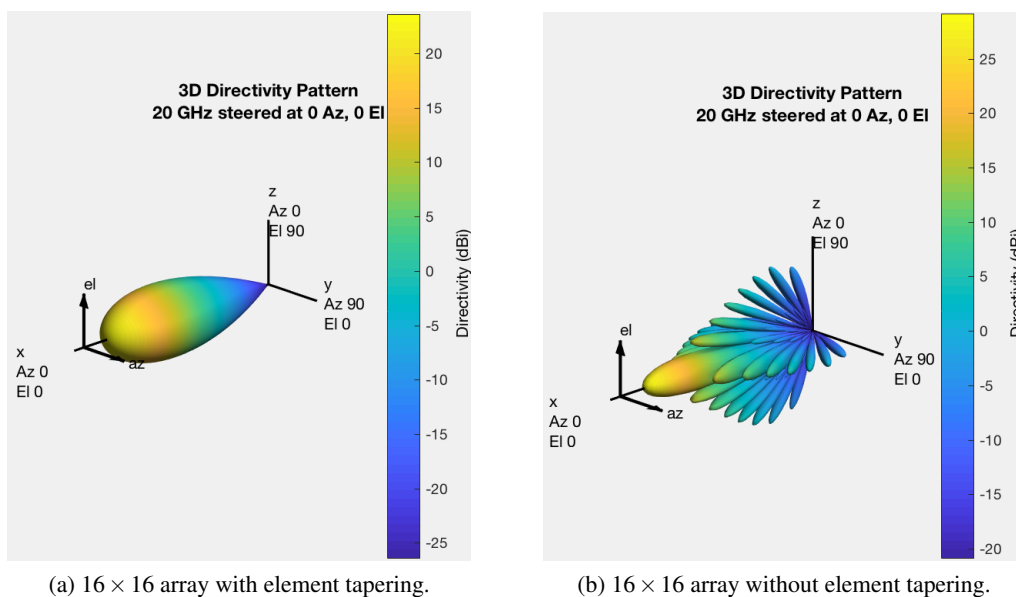 3D Directivity Pattern
20 GHz steered at 0 Az, 0 El
z
Az 0
El 90
y
Az 90
El 0
el
az
x
Az 0
El 0
20
15
10
5
0
-5
-10
-15
-20
-25
Directivity (dBi)
(a) 16 × 16 array with element tapering.
3D Directivity Pattern
20 GHz steered at 0 Az, 0 El
z
Az 0
El 90
y
Az 90
El 0
el
az
x
Az 0
El 0
25
20
15
10
5
0
-5
-10
-15
-20
Directivity (dBi)
(b) 16 × 16 array without element tapering.